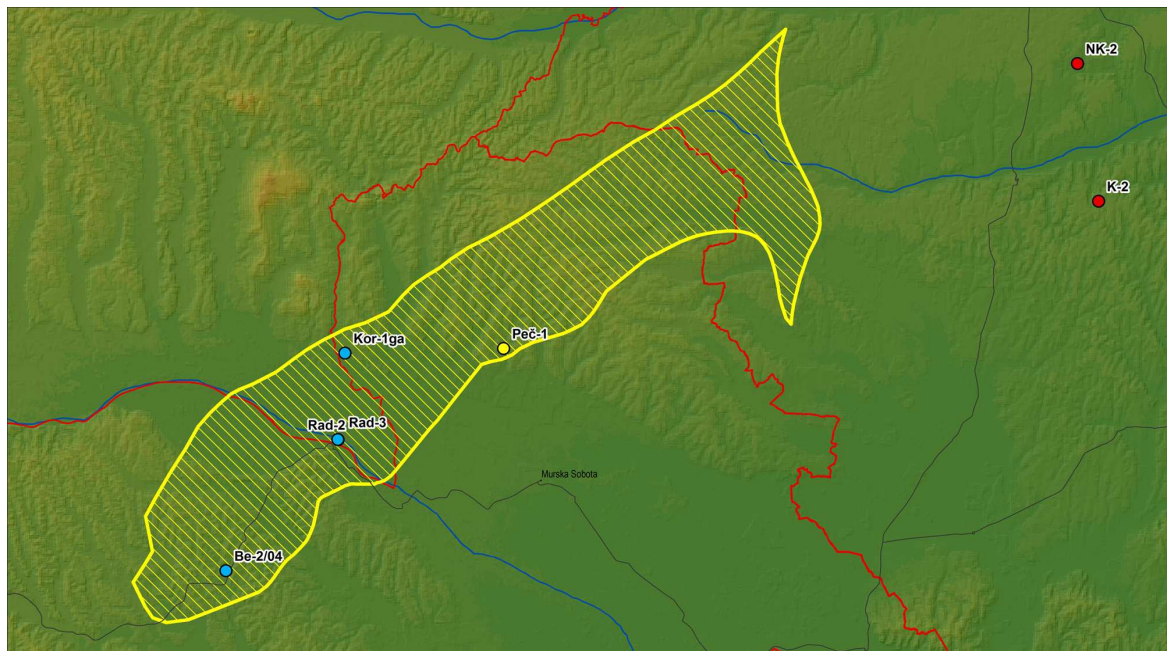 NK-2
K-2
Peč-1
Kor-1ga
Rad-2 Rad-3
Murska Sobota
Be-2/04